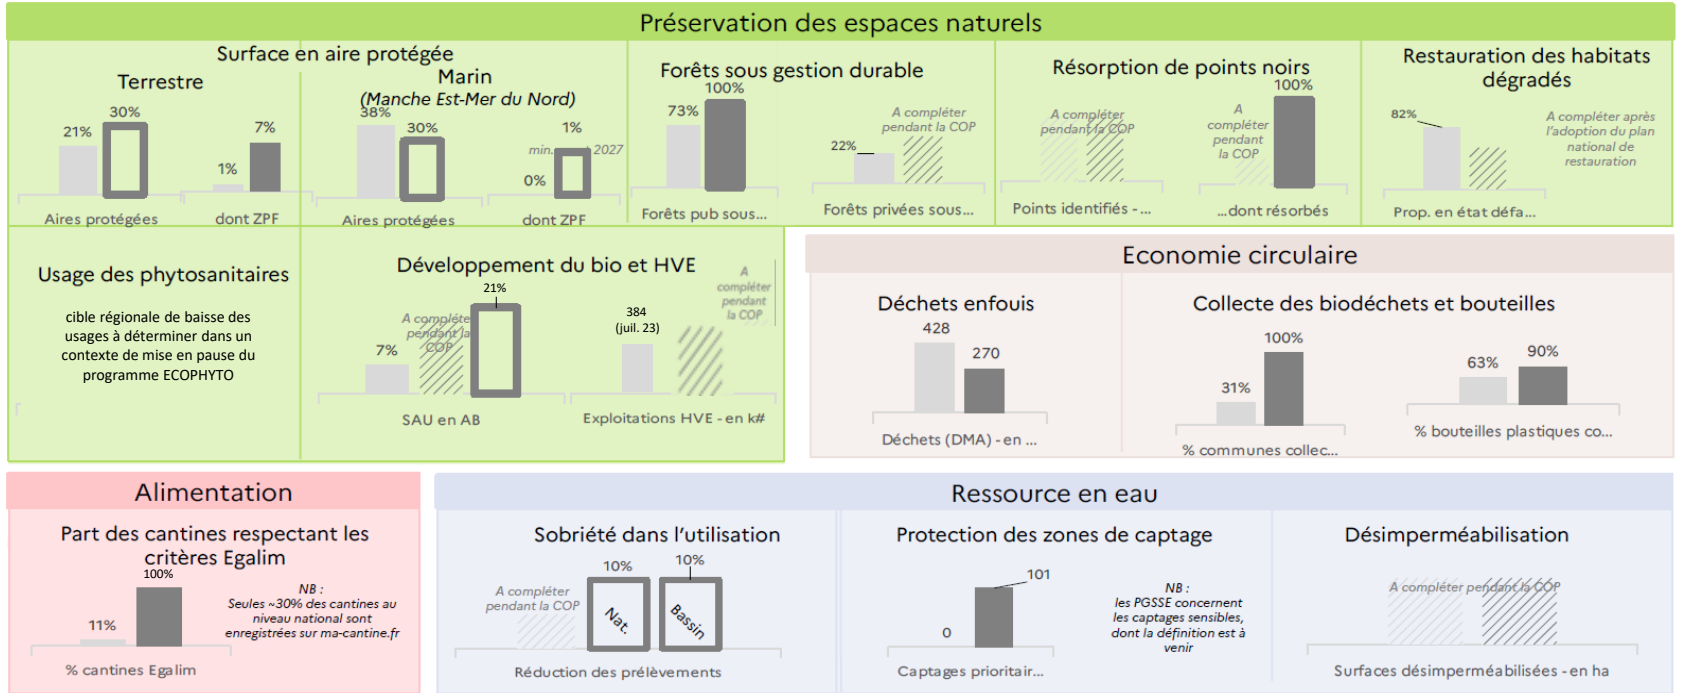 Préservation des espaces naturels
Surface en aire protégée
Terrestre
30%
21%
Aires protégées
7%
1%
dont ZPF
Marin
(Manche Est-Mer du Nord)
38%
30%
Aires protégées
1%
min. 2027
0%
dont ZPF
Forêts sous gestion durable
100%
73%
Forêts pub sous...
A compléter
pendant la COP
22%
Forêts privées sous...
Résorption de points noirs
A compléter
pendant la COP
Points identifiés - ...
100%
A
compléter
pendant
la COP
...dont résorbés
Restauration des habitats
dégradés
82%
A compléter après
l'adoption du plan
national de
restauration
Prop. en état défa...
Usage des phytosanitaires
cible régionale de baisse des
usages à déterminer dans un
contexte de mise en pause du
programme ECOPHYTO
Développement du bio et HVE
21%
A compléter
pendant la
COP
7%
SAU en AB
384
(juil. 23)
A
compléter
pendant
la COP
Exploitations HVE - en k#
Economie circulaire
Déchets enfouis
428
270
Déchets (DMA) - en ...
Collecte des biodéchets et bouteilles
100%
31%
% communes collec...
63%
90%
% bouteilles plastiques co...
Alimentation
Part des cantines respectant les
critères Egalim
100%
11%
% cantines Egalim
NB :
Seules ~30% des cantines au
niveau national sont
enregistrées sur ma-cantine.fr
Ressource en eau
Sobriété dans l'utilisation
A compléter
pendant la COP
10%
10%
Nat.
Bassin
Réduction des prélèvements
Protection des zones de captage
101
0
Captages prioritair...
NB :
les PGSSE concernent
les captages sensibles,
dont la définition est à
venir
Désimperméabilisation
A compléter pendant la COP
Surfaces désimperméabilisées - en ha